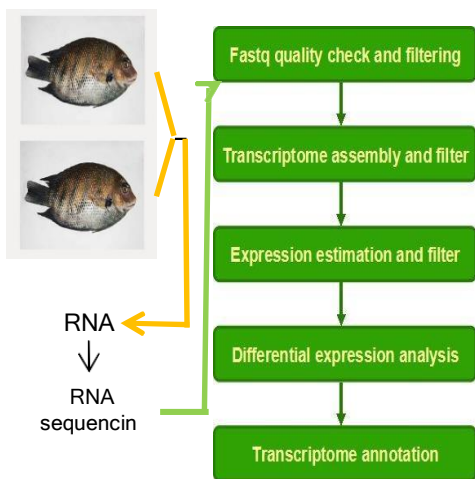 Fastq quality check and filtering
Transcriptome assembly and filter
Expression estimation and filter
Differential expression analysis
Transcriptome annotation
RNA
RNA
sequencin